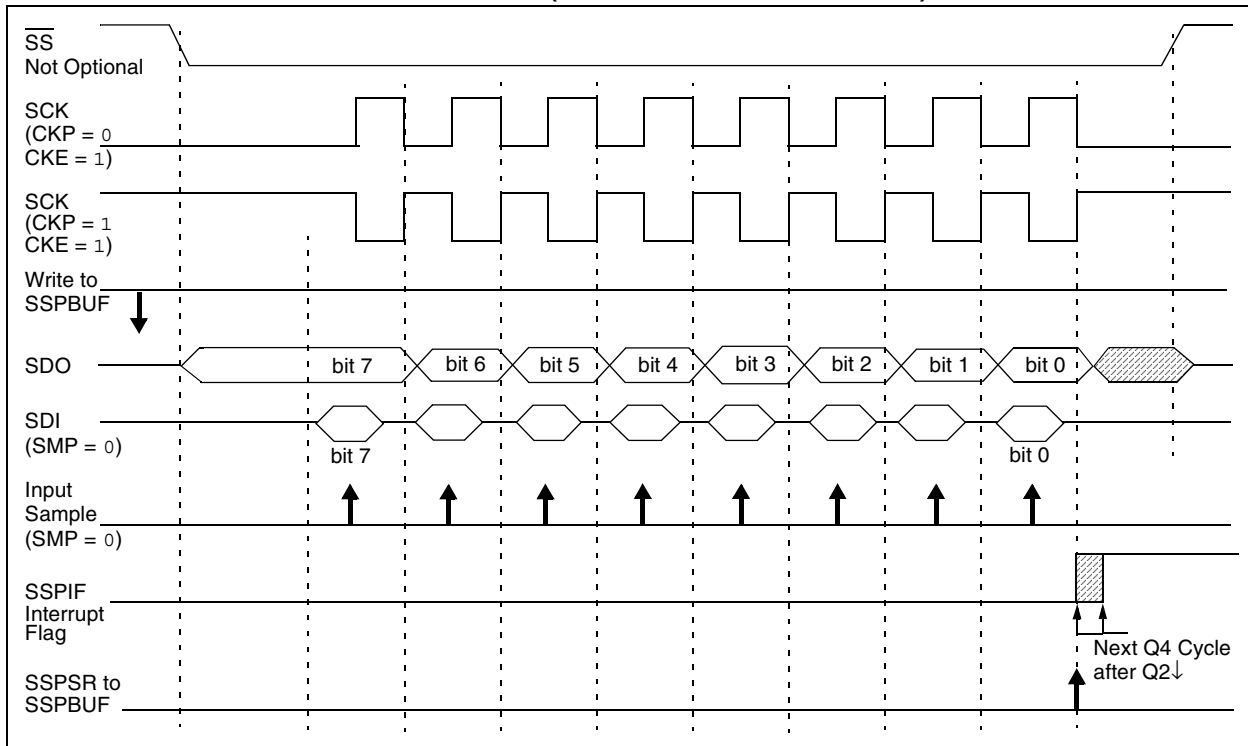 SS
Not Optional
SCK
(CKP = 0
CKE = 1)
SCK
(CKP = 1
CKE = 1)
Write to
SSPBUF
SDO
bit 7 bit 6 bit 5 bit 4 bit 3 bit 2 bit 1 bit 0
SDI
(SMP = 0)
bit 7 bit 0
Input
Sample
(SMP = 0)
SSPIF
Interrupt
Flag
Next Q4 Cycle
after Q2↓
SSPSR to
SSPBUF